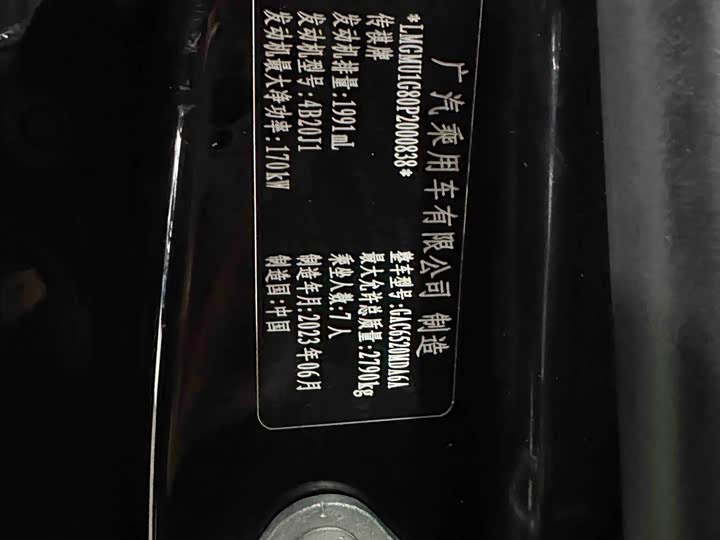 广汽乘用车有限公司 制造
*LMGMU1G80P2000838*
传祺牌 整车型号:GAC6520MDA6A
最大允许总质量:2790kg
发动机排量:1991mL 乘坐人数:7人
发动机型号:4B20J1 制造年月:2023年06月
发动机最大净功率:170kW 制造国:中国